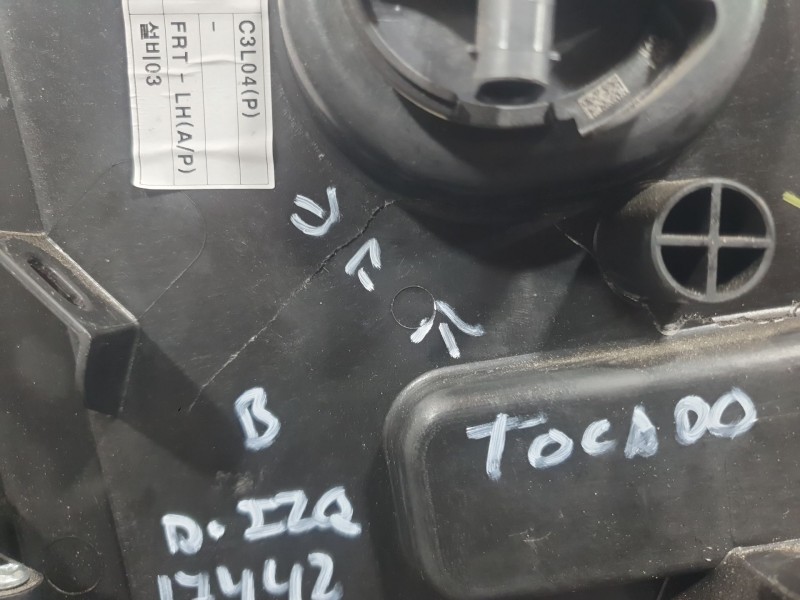 C3L04(P)
-
FRT - LH(A/P)
설비03
B
TOCADO
D. IZQ
17442